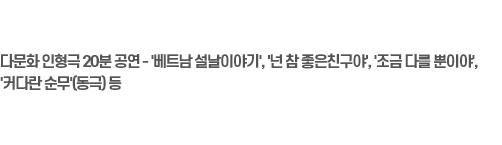 다문화 인형극 20분 공연 - '베트남 설날이야기', '넌 참 좋은친구야', '조금 다를 뿐이야',
'커다란 순무'(동극) 등